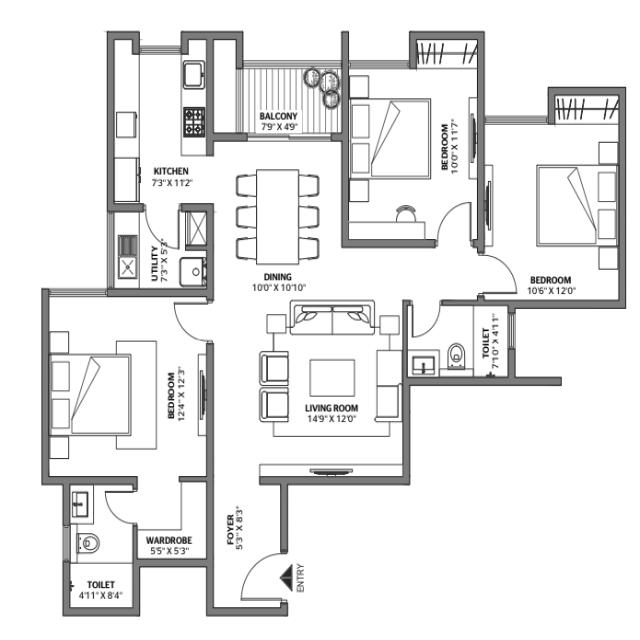 BALCONY
7'9" X 4'9"
BEDROOM
10'0" X 11'7"
KITCHEN
7'3" X 11'2"
UTILITY
7'3" X 5'3"
DINING
10'0" X 10'10"
BEDROOM
10'6" X 12'0"
TOILET
7'10" X 4'11"
BEDROOM
12'4" X 12'3"
LIVING ROOM
14'9" X 12'0"
FOYER
5'3" X 8'3"
WARDROBE
5'5" X 5'3"
TOILET
4'11" X 8'4"
ENTRY